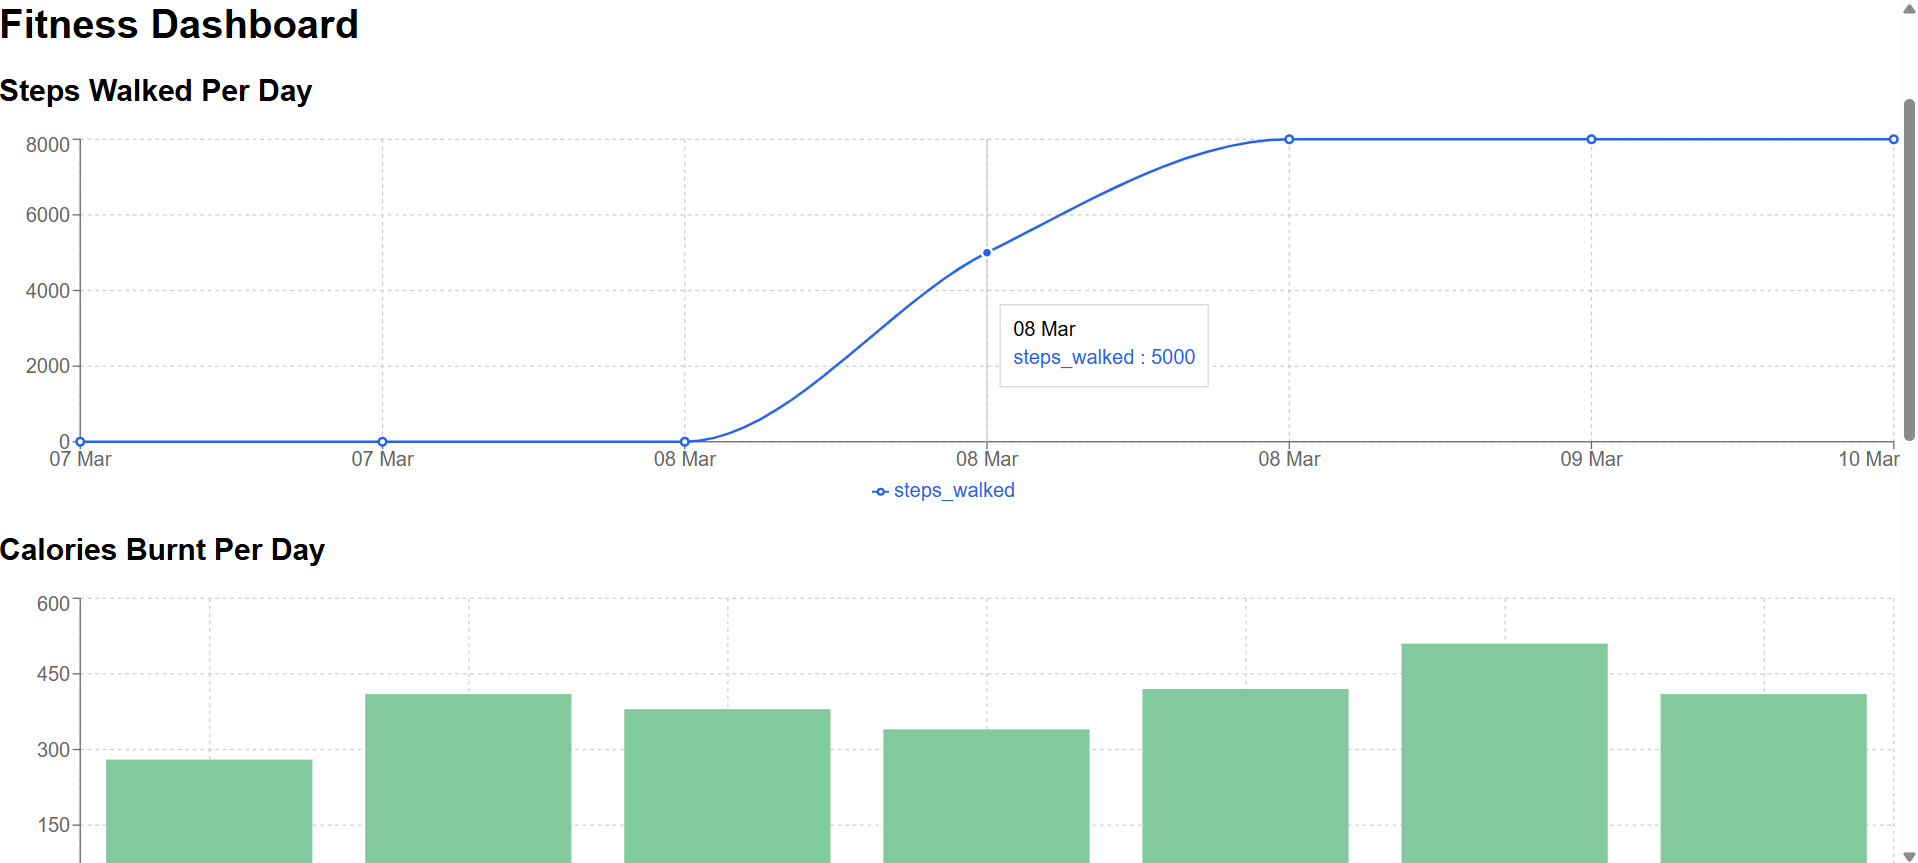 Fitness Dashboard
Steps Walked Per Day
8000
6000
4000
2000
0
08 Mar
steps_walked : 5000
07 Mar 07 Mar 08 Mar 08 Mar 08 Mar 09 Mar 10 Mar
steps_walked
Calories Burnt Per Day
600
450
300
150